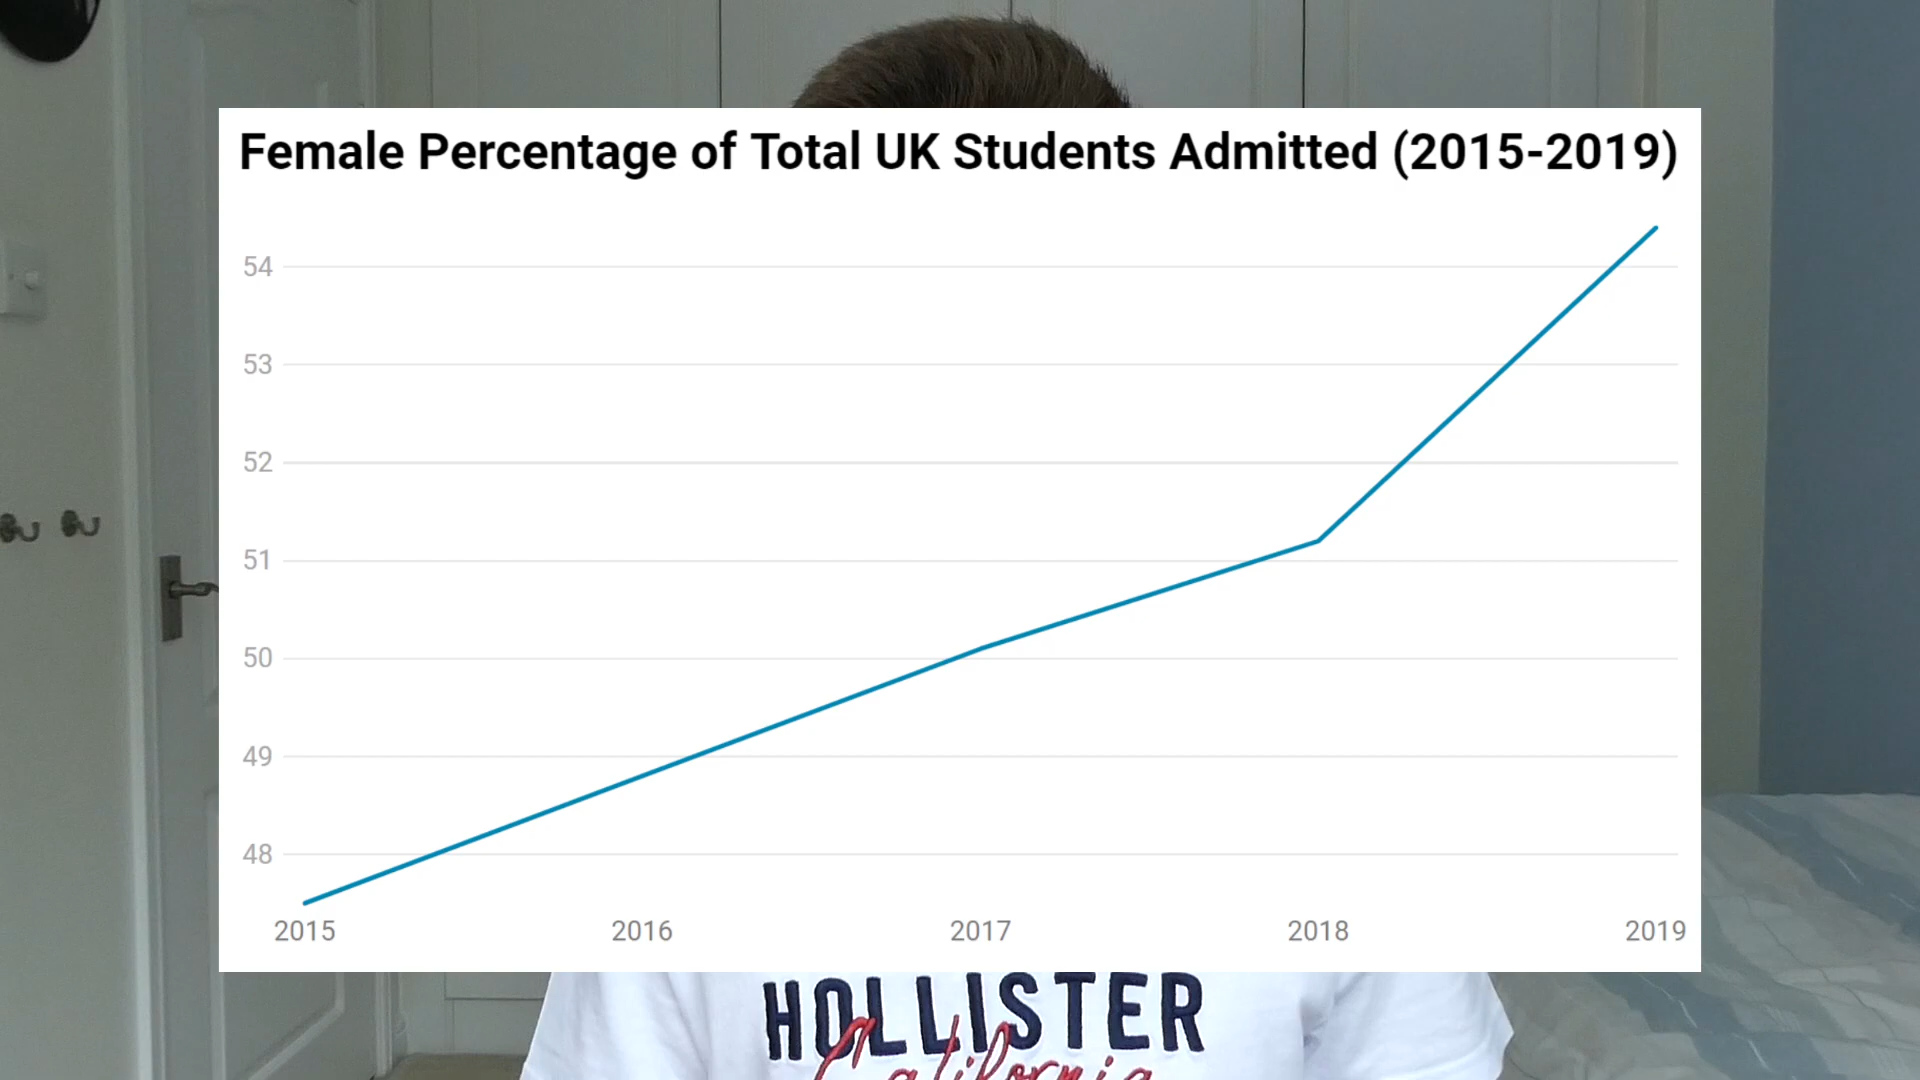 Female Percentage of Total UK Students Admitted (2015-2019)
54
53
52
51
50
49
48
2015 2016 2017 2018 2019
HOLLISTER
California